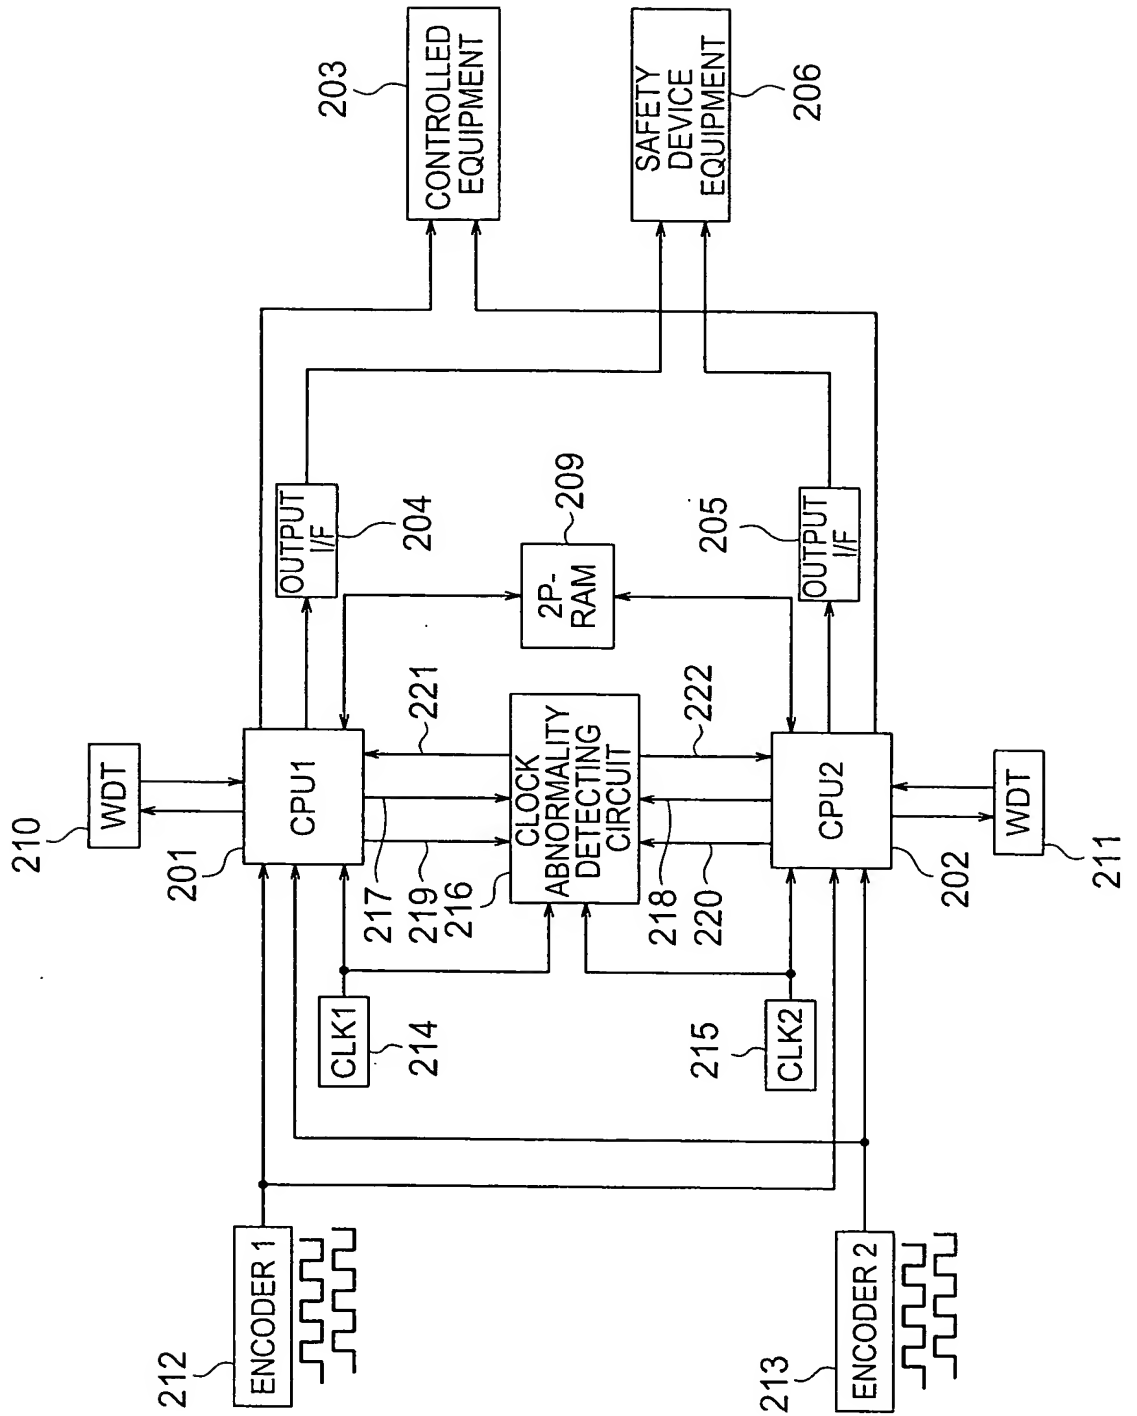 203
CONTROLLED
EQUIPMENT
SAFETY
DEVICE
EQUIPMENT
206
OUTPUT
I/F
204
209
2P-
RAM
205
OUTPUT
I/F
210
WDT
201
CPU1
221
217
219
216
CLOCK
ABNORMALITY
DETECTING
CIRCUIT
222
218
220
CPU2
202
WDT
211
CLK1
214
215
CLK2
212
ENCODER 1
213
ENCODER 2